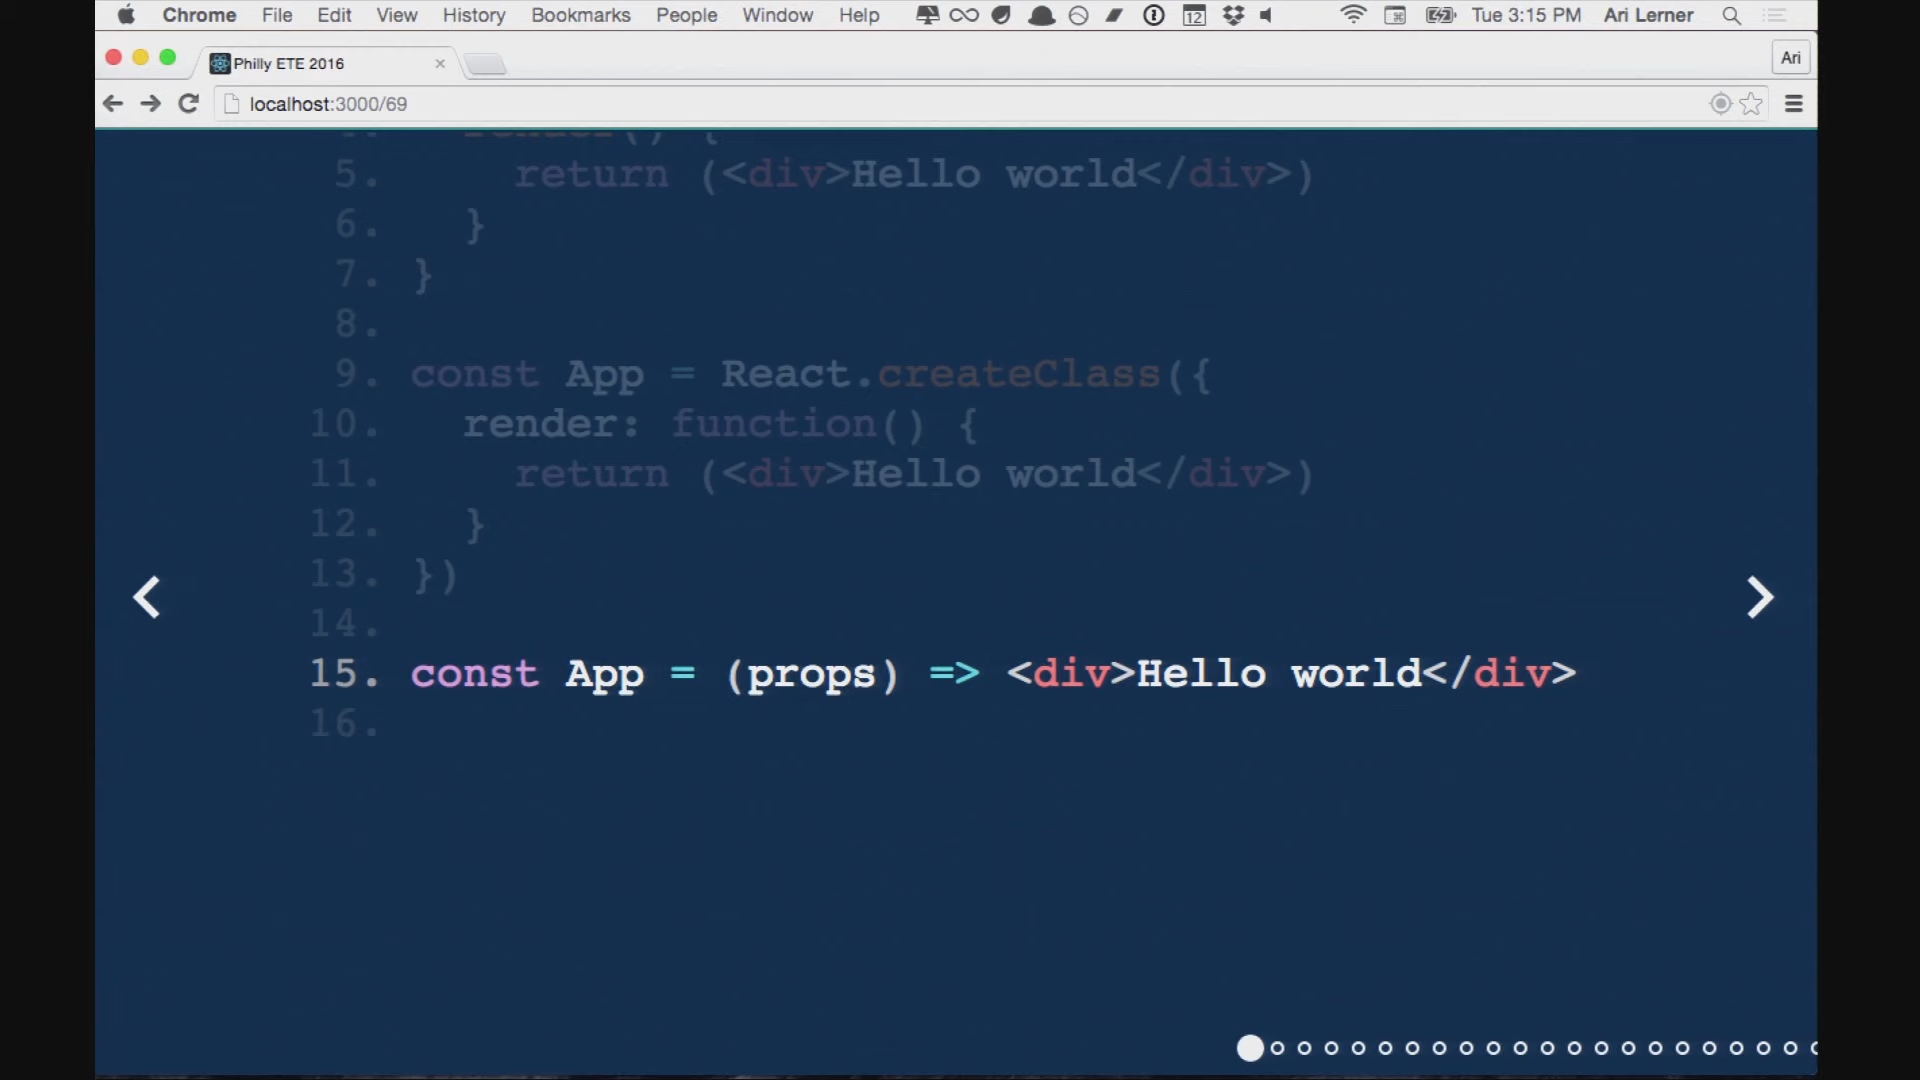 Chrome File Edit View History Bookmarks People Window Help 12 Tue 3:15 PM Ari Lerner
Philly ETE 2016
Ari
localhost:3000/69
4. render() {
5. return (<div>Hello world</div>)
6. }
7. }
8.
9. const App = React.createClass({
10. render: function() {
11. return (<div>Hello world</div>)
12. }
13. })
14.
15. const App = (props) => <div>Hello world</div>
16.